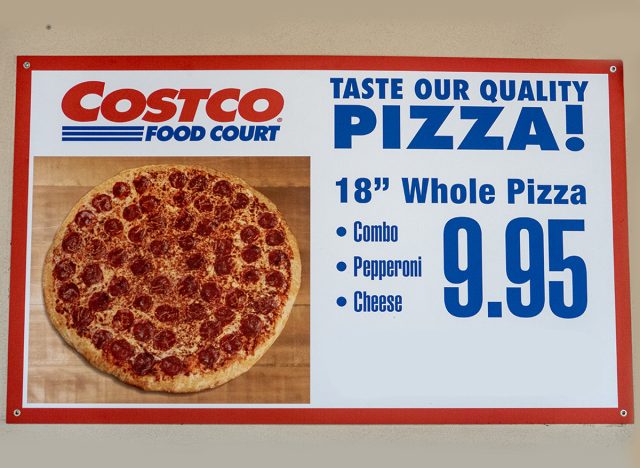 COSTCO®
FOOD COURT
TASTE OUR QUALITY
PIZZA!
18” Whole Pizza
• Combo
• Pepperoni
• Cheese
9.95